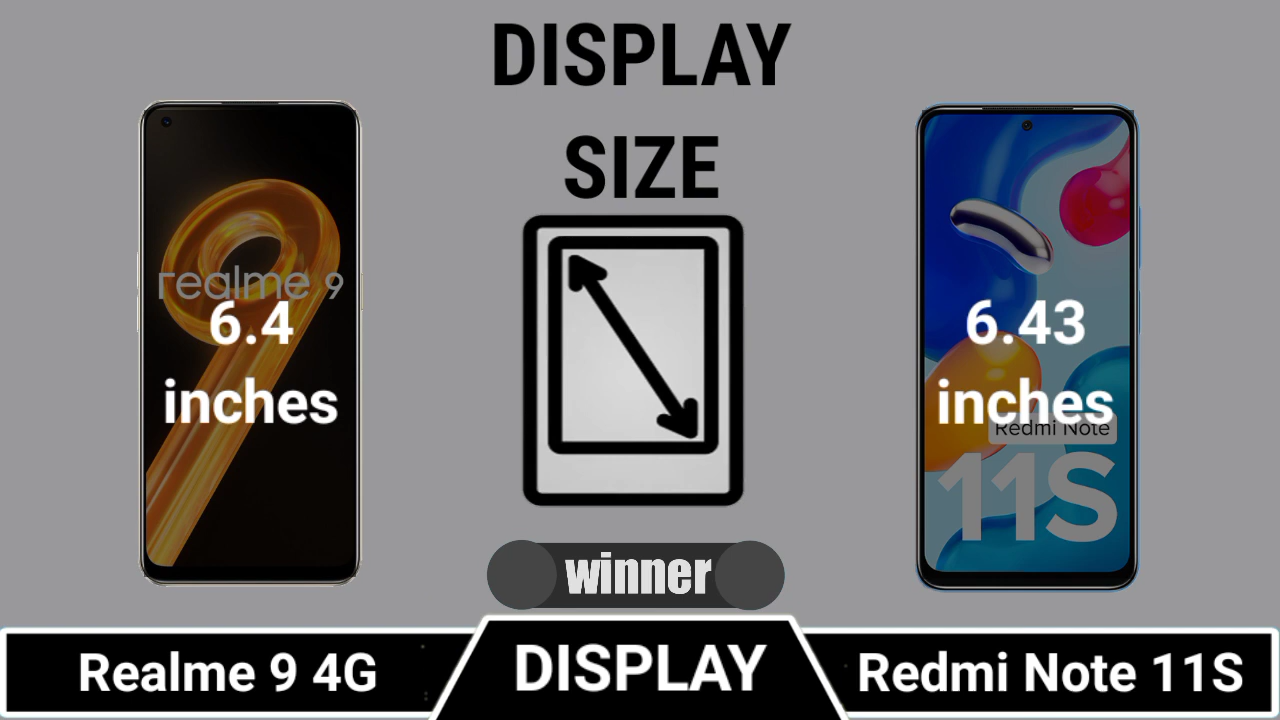 DISPLAY
SIZE
realme 9
6.4
inches
6.43
inches
Redmi Note
11S
winner
Realme 9 4G
DISPLAY
Redmi Note 11S